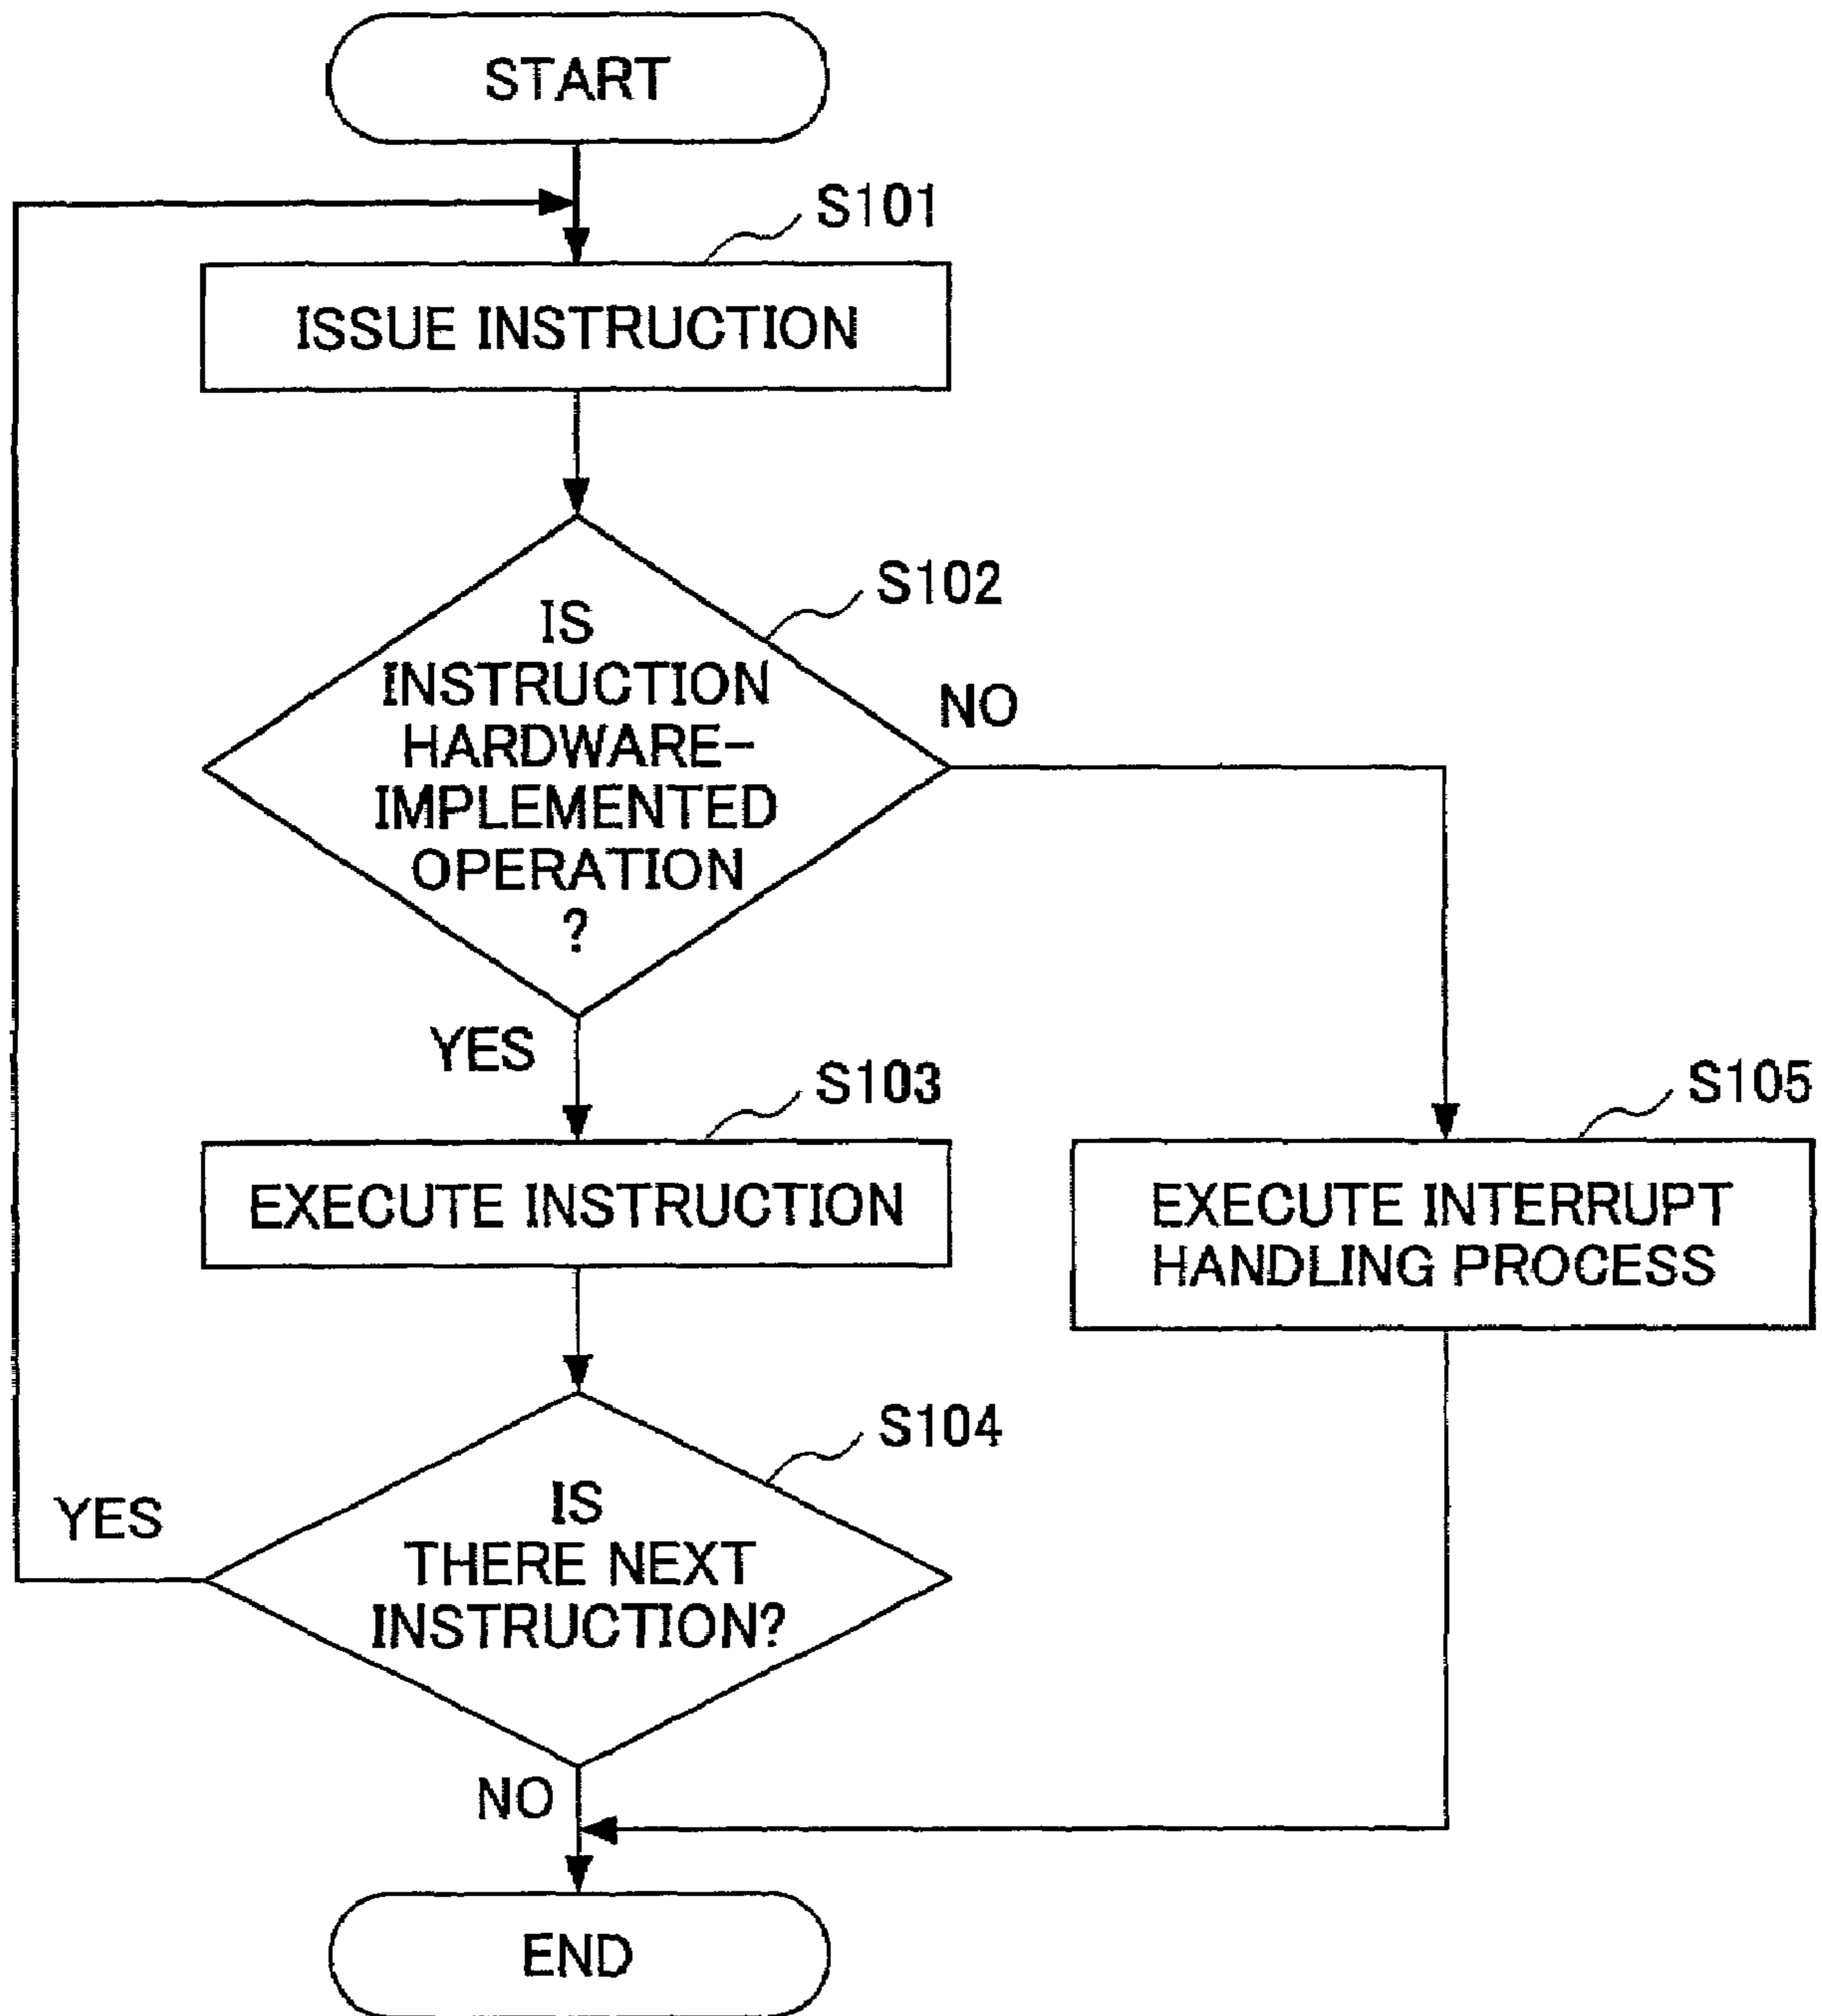 START
S101
ISSUE INSTRUCTION
S102
IS
INSTRUCTION
HARDWARE-
IMPLEMENTED
OPERATION
?
NO
YES
S103
EXECUTE INSTRUCTION
S105
EXECUTE INTERRUPT
HANDLING PROCESS
S104
IS
THERE NEXT
INSTRUCTION?
YES
NO
END